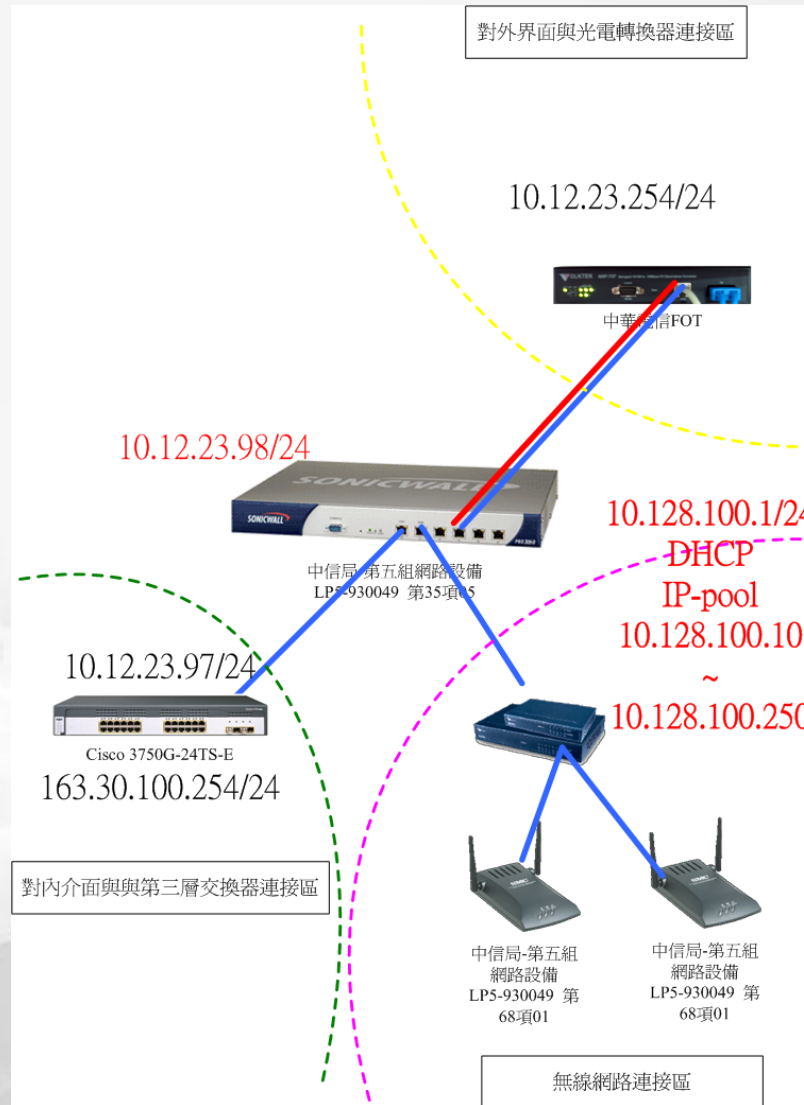 對外界面與光電轉換器連接區
10.12.23.254/24
中華電信FOT
10.12.23.98/24
SONICWALL
SONICWALL
中信局-第五組網路設備
LP5-930049 第35項05
10.128.100.1/24
DHCP
IP-pool
10.128.100.10
~
10.128.100.250
10.12.23.97/24
Cisco 3750G-24TS-E
163.30.100.254/24
對內介面與與第三層交換器連接區
中信局-第五組
網路設備
LP5-930049 第
68項01
中信局-第五組
網路設備
LP5-930049 第
68項01
無線網路連接區